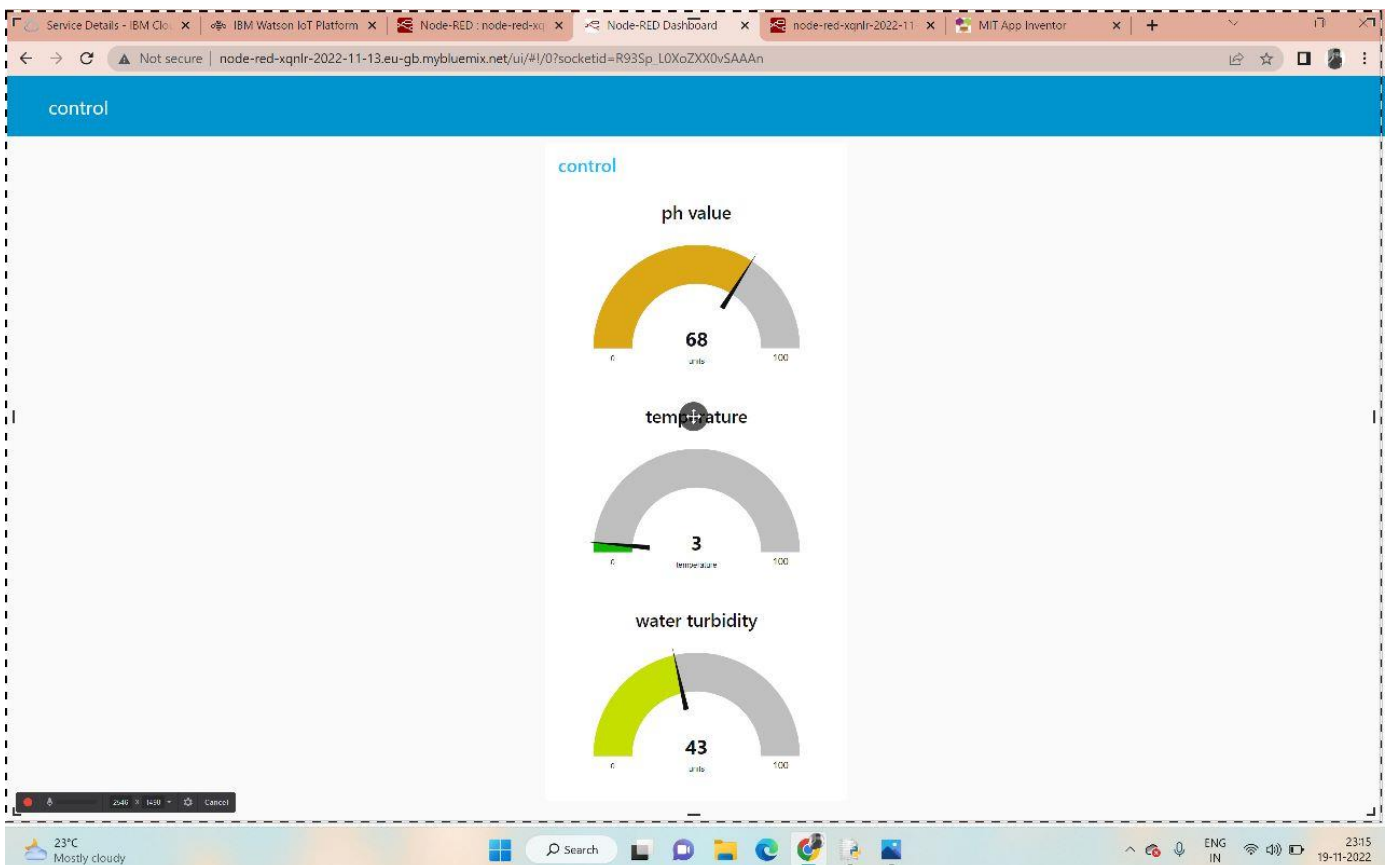 Service Details - IBM Clou
IBM Watson IoT Platform
Node-RED : node-red-xq
Node-RED Dashboard
node-red-xqnlr-2022-11-
MIT App Inventor
Not secure | node-red-xqnlr-2022-11-13.eu-gb.mybluemix.net/ui/#!/0?socketid=R93Sp_L0XoZXX0vSAAAn
control
control
ph value
68
0 units 100
temperature
3
0 temperature 100
water turbidity
43
0 units 100
2546 × 1450 Cancel
23°C
Mostly cloudy
Search
ENG
IN
23:15
19-11-2022